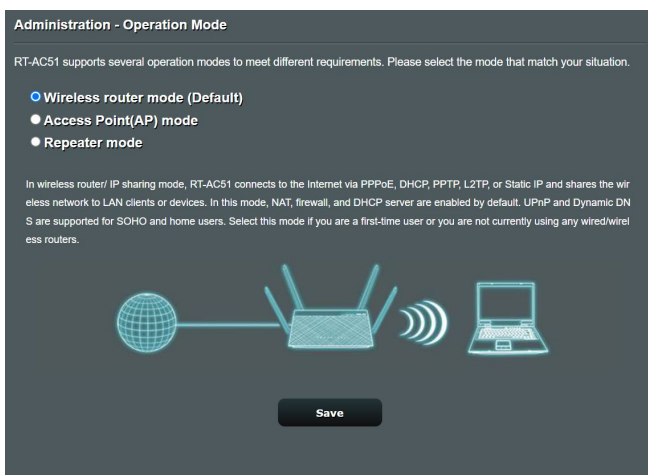 Administration - Operation Mode
RT-AC51 supports several operation modes to meet different requirements. Please select the mode that match your situation.
Wireless router mode (Default)
Access Point(AP) mode
Repeater mode
In wireless router/ IP sharing mode, RT-AC51 connects to the Internet via PPPoE, DHCP, PPTP, L2TP, or Static IP and shares the wir
eless network to LAN clients or devices. In this mode, NAT, firewall, and DHCP server are enabled by default. UPnP and Dynamic DN
S are supported for SOHO and home users. Select this mode if you are a first-time user or you are not currently using any wired/wirel
ess routers.
Save